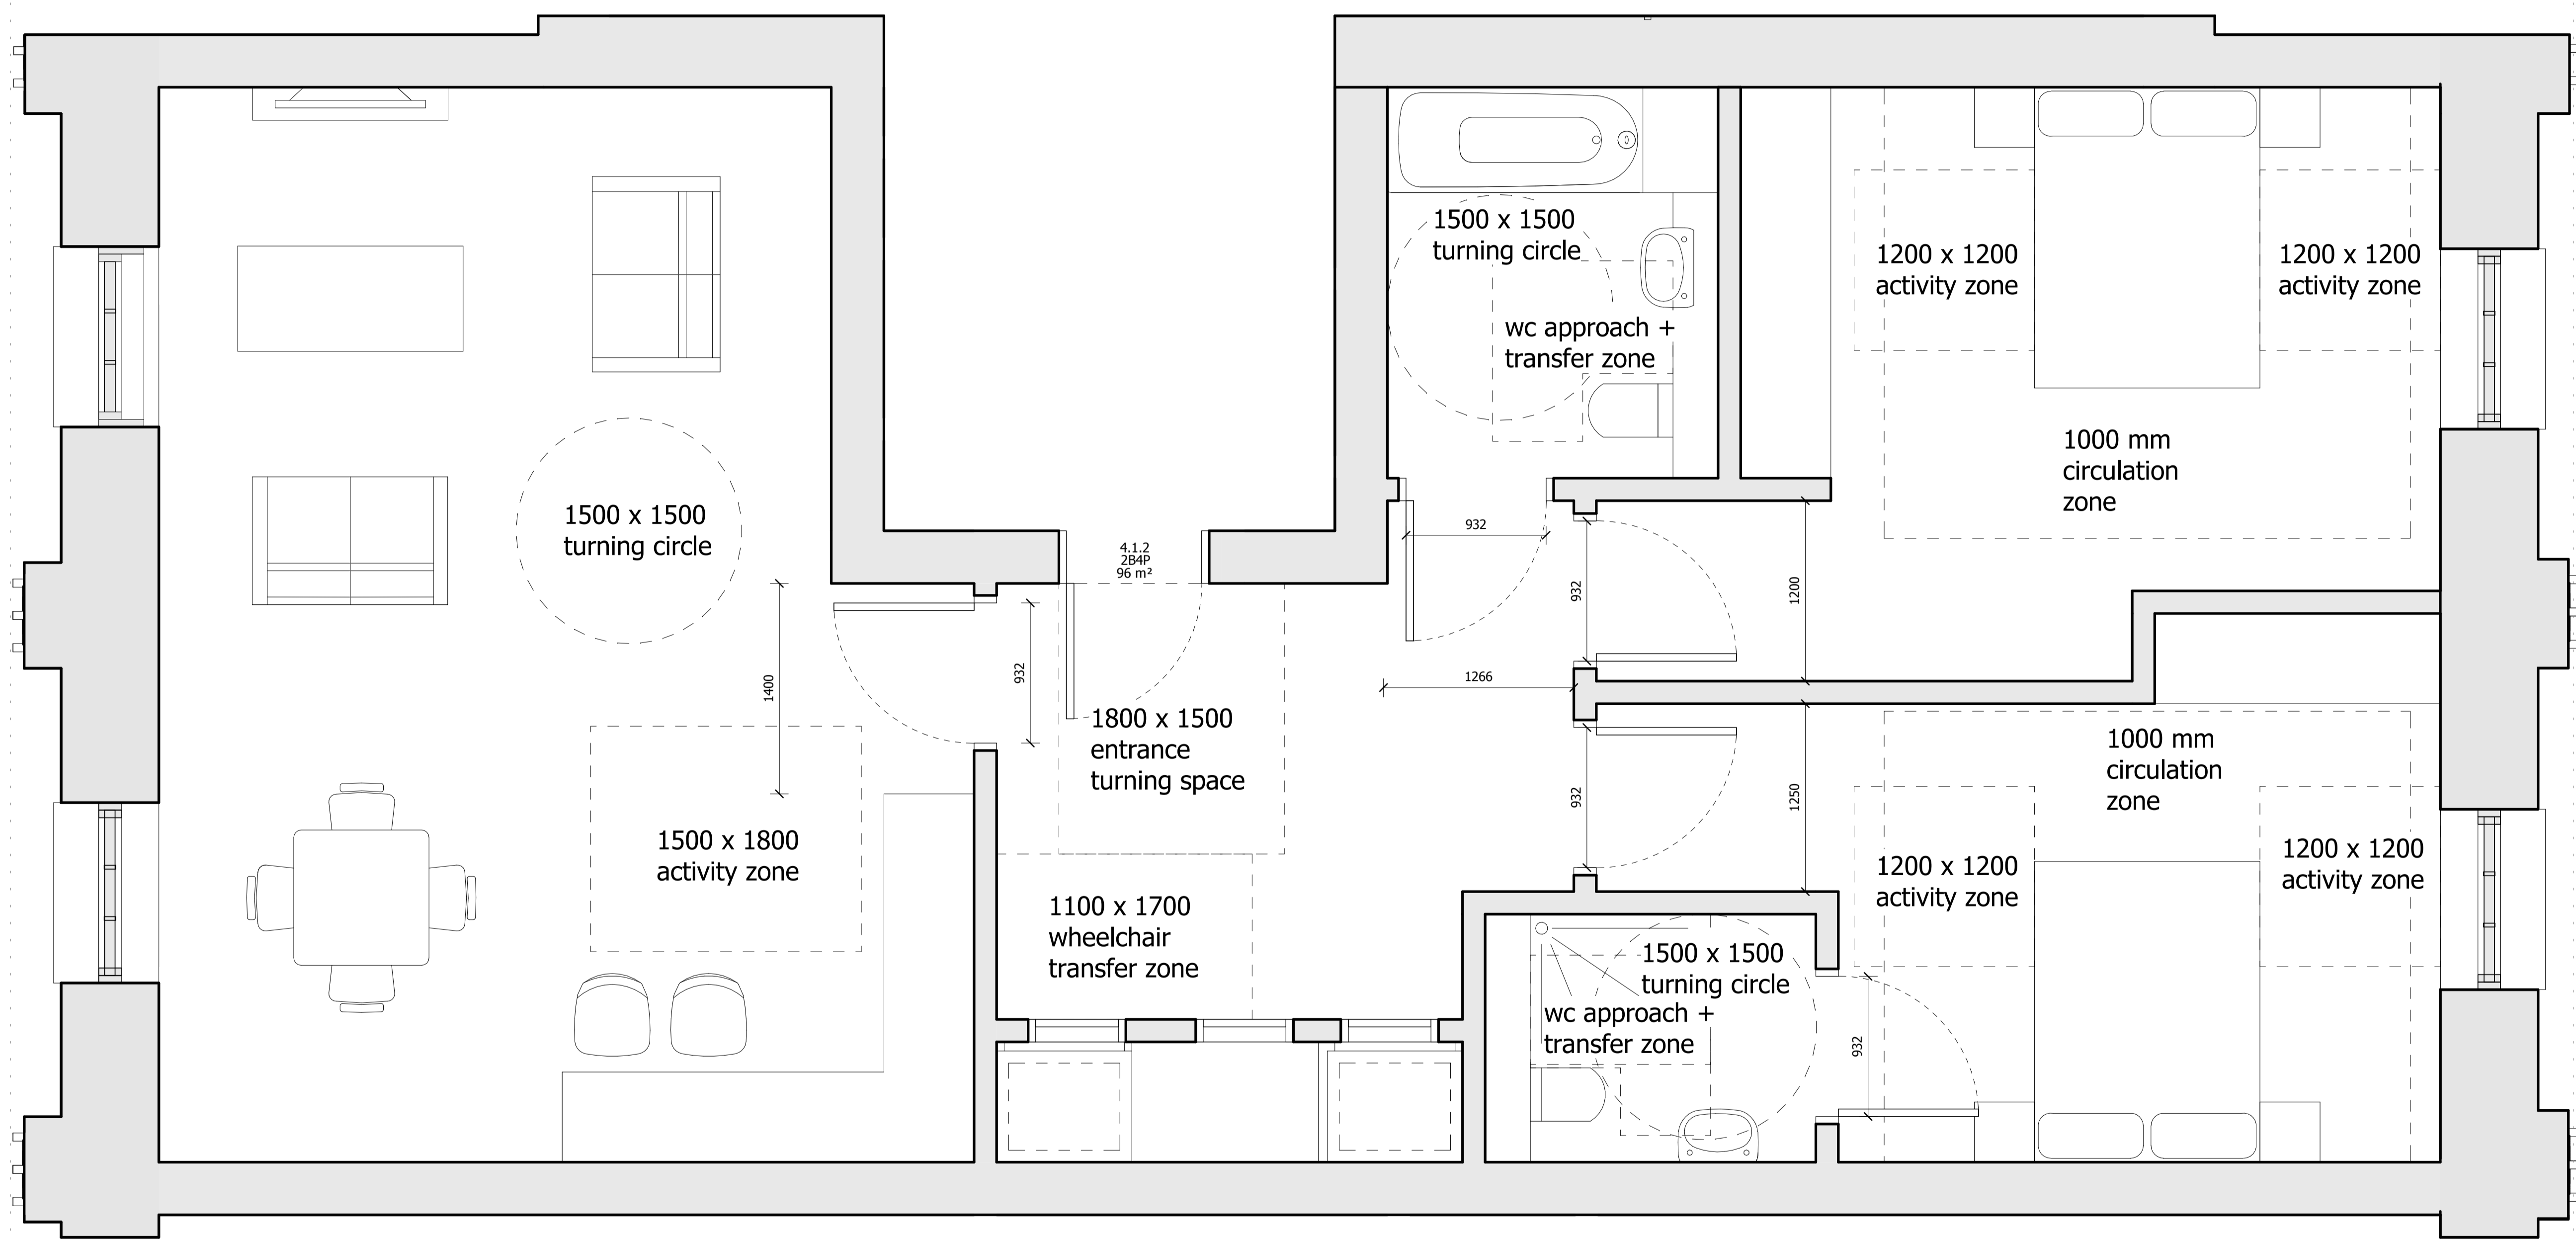 1500 x 1500
turning circle
1400
1500 x 1800
activity zone
932
4.1.2
2B4P
96 m²
1800 x 1500
entrance
turning space
1100 x 1700
wheelchair
transfer zone
1500 x 1500
turning circle
wc approach +
transfer zone
932
932
1266
932
1200
1250
1200 x 1200
activity zone
1200 x 1200
activity zone
1000 mm
circulation
zone
1000 mm
circulation
zone
1200 x 1200
activity zone
1200 x 1200
activity zone
1500 x 1500
turning circle
wc approach +
transfer zone
932